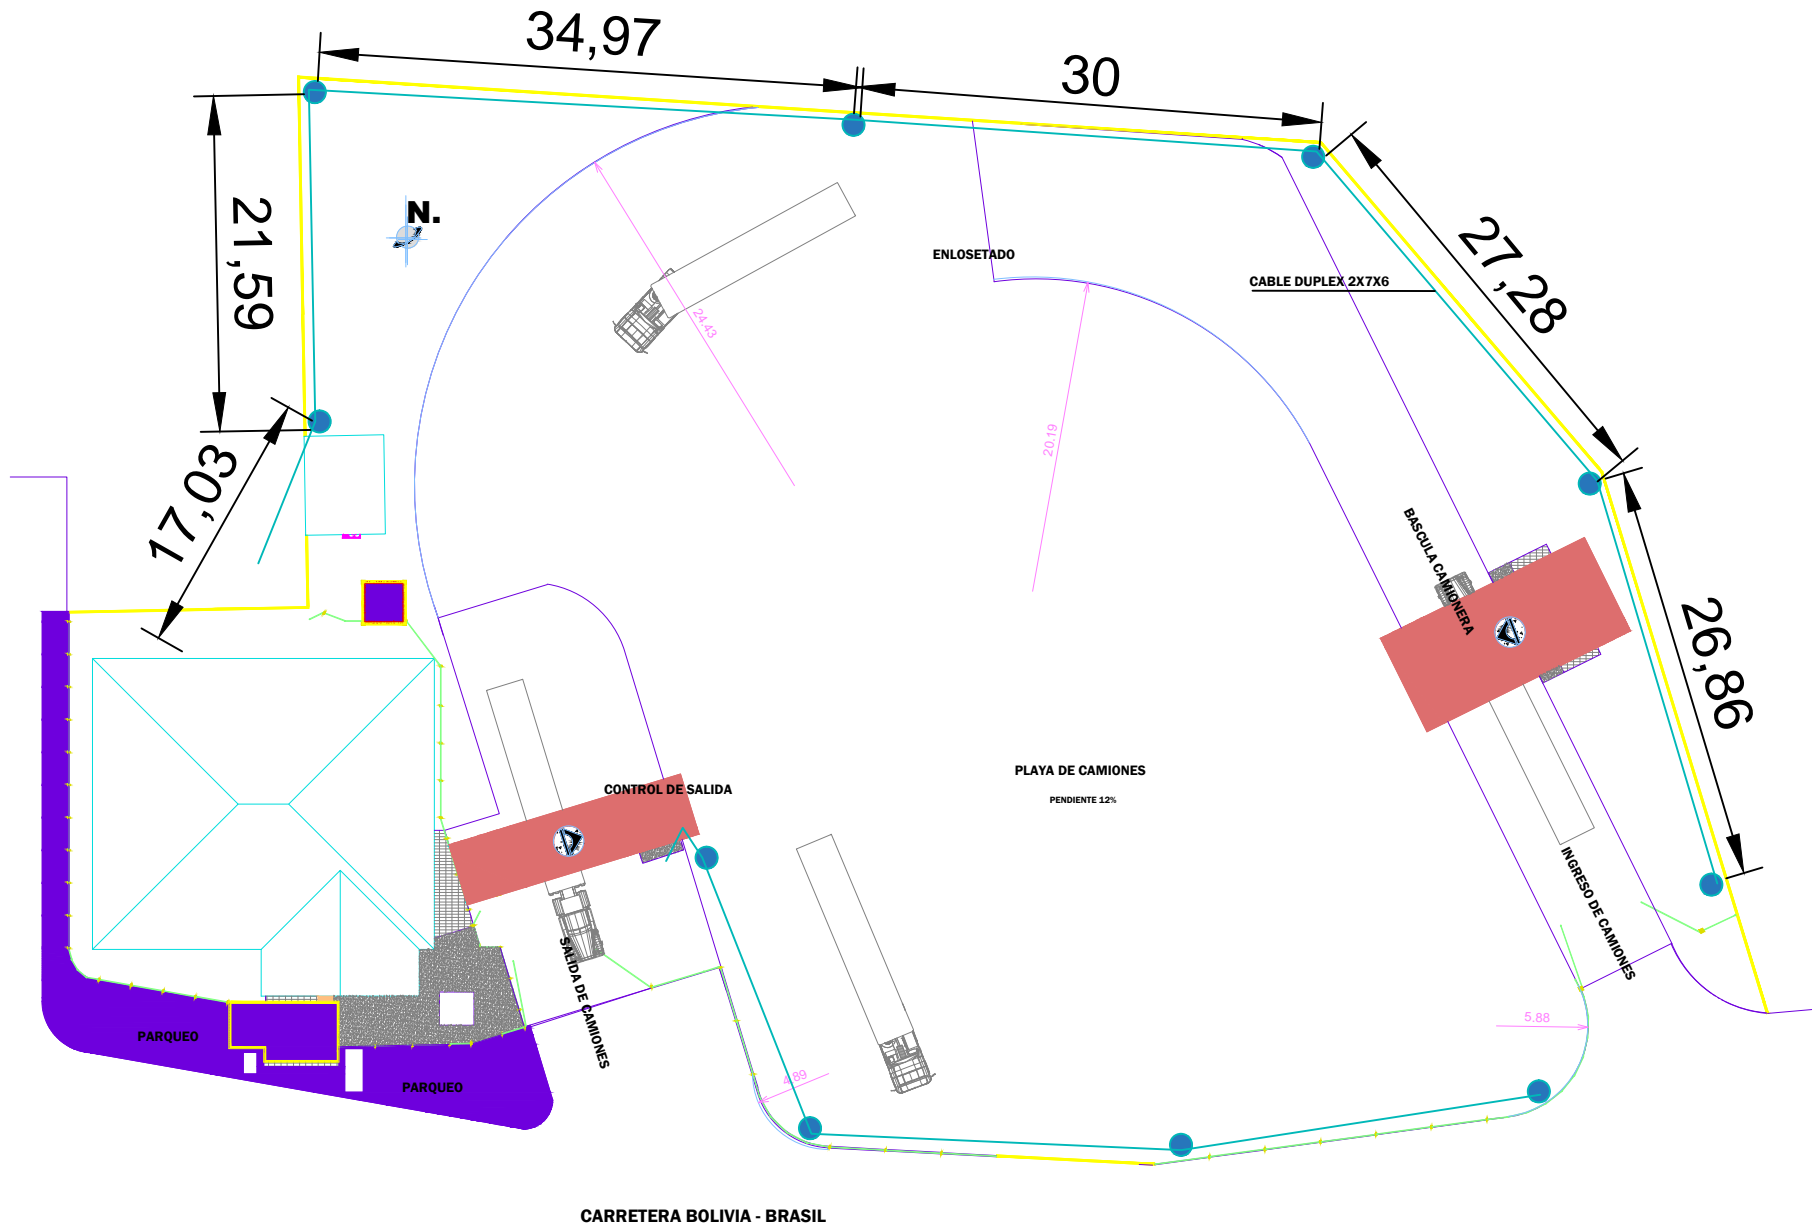 34,97
30
21,59
N.
27,28
ENLOSETADO
CABLE DUPLEX 2X7X6
24.43
20.19
17,03
BASCULA CAMIONERA
26,86
PLAYA DE CAMIONES
PENDIENTE 12%
CONTROL DE SALIDA
INGRESO DE CAMIONES
SALIDA DE CAMIONES
5.88
4.89
PARQUEO
PARQUEO
CARRETERA BOLIVIA - BRASIL